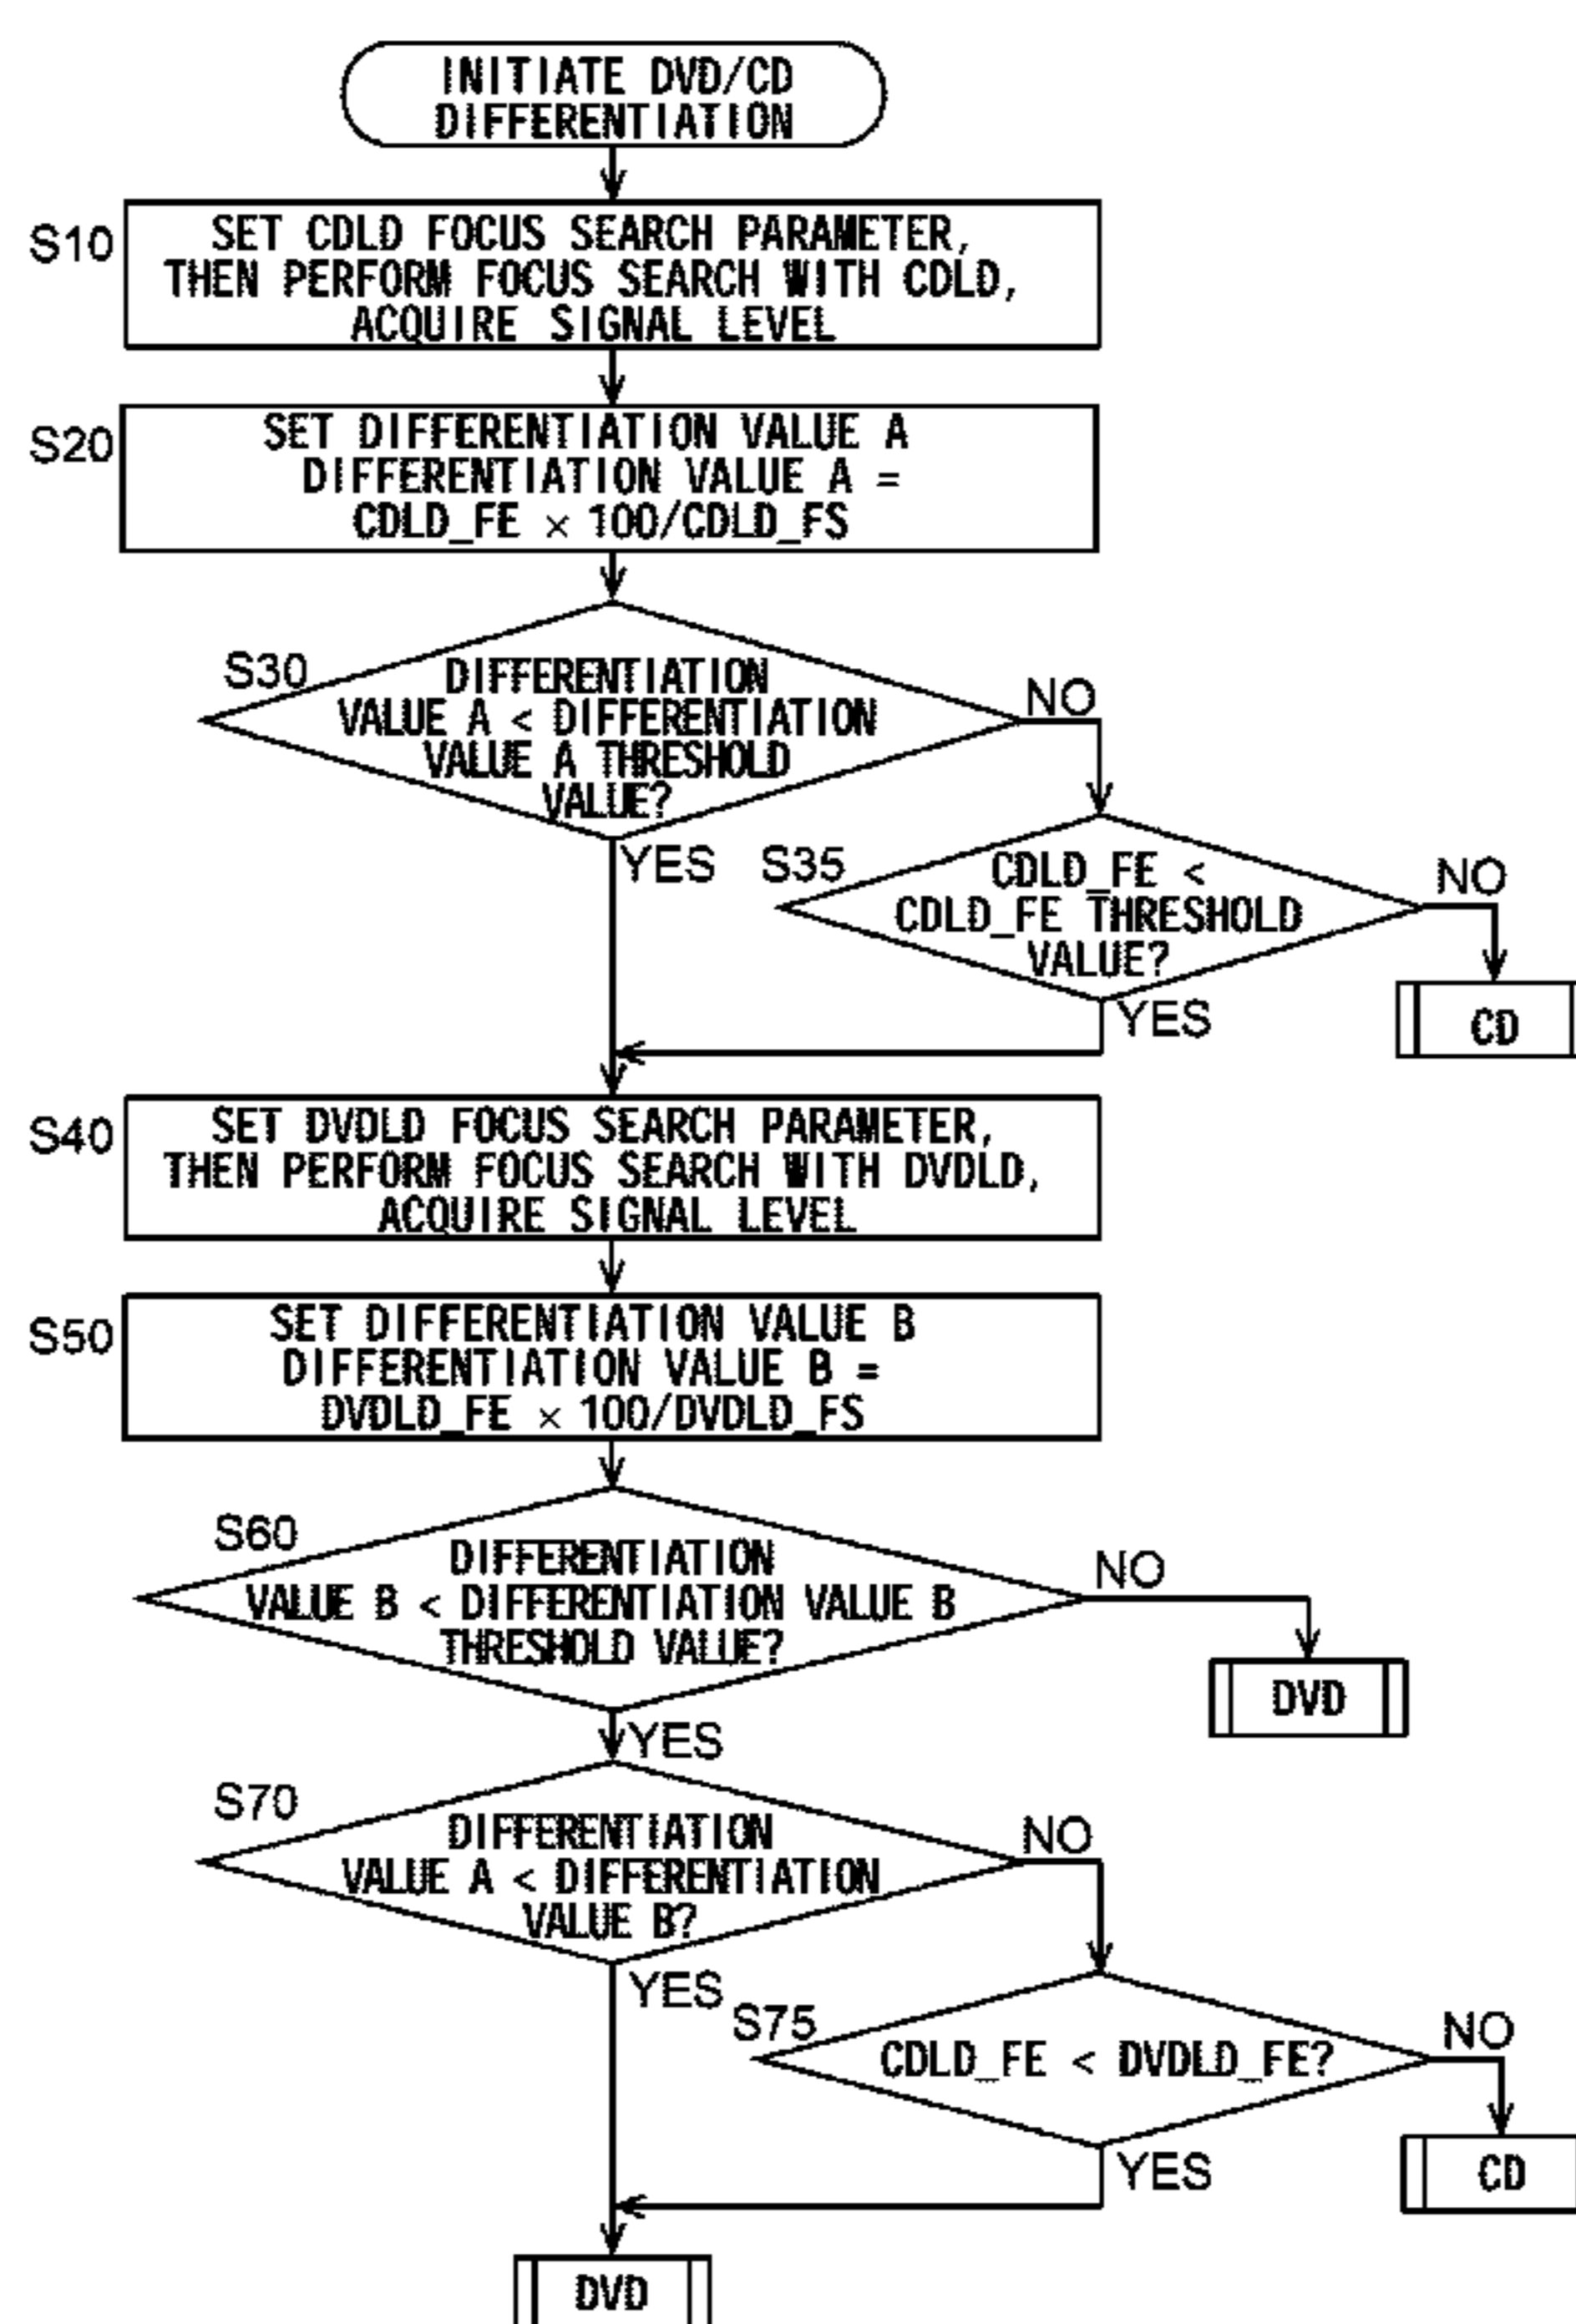 INITIATE DVD/CD
DIFFERENTIATION
S10
SET CDLD FOCUS SEARCH PARAMETER,
THEN PERFORM FOCUS SEARCH WITH CDLD,
ACQUIRE SIGNAL LEVEL
S20
SET DIFFERENTIATION VALUE A
DIFFERENTIATION VALUE A =
CDLD_FE × 100/CDLD_FS
S30
DIFFERENTIATION
VALUE A < DIFFERENTIATION
VALUE A THRESHOLD
VALUE?
NO
YES
S35
CDLD_FE <
CDLD_FE THRESHOLD
VALUE?
NO
YES
CD
S40
SET DVDLD FOCUS SEARCH PARAMETER,
THEN PERFORM FOCUS SEARCH WITH DVDLD,
ACQUIRE SIGNAL LEVEL
S50
SET DIFFERENTIATION VALUE B
DIFFERENTIATION VALUE B =
DVDLD_FE × 100/DVDLD_FS
S60
DIFFERENTIATION
VALUE B < DIFFERENTIATION VALUE B
THRESHOLD VALUE?
NO
DVD
YES
S70
DIFFERENTIATION
VALUE A < DIFFERENTIATION
VALUE B?
NO
YES
S75
CDLD_FE < DVDLD_FE?
NO
YES
CD
DVD